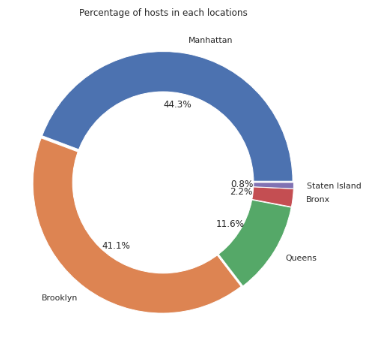 Percentage of hosts in each locations
Manhattan
44.3%
0.8%
Staten Island
2.2%
Bronx
11.6%
Queens
41.1%
Brooklyn